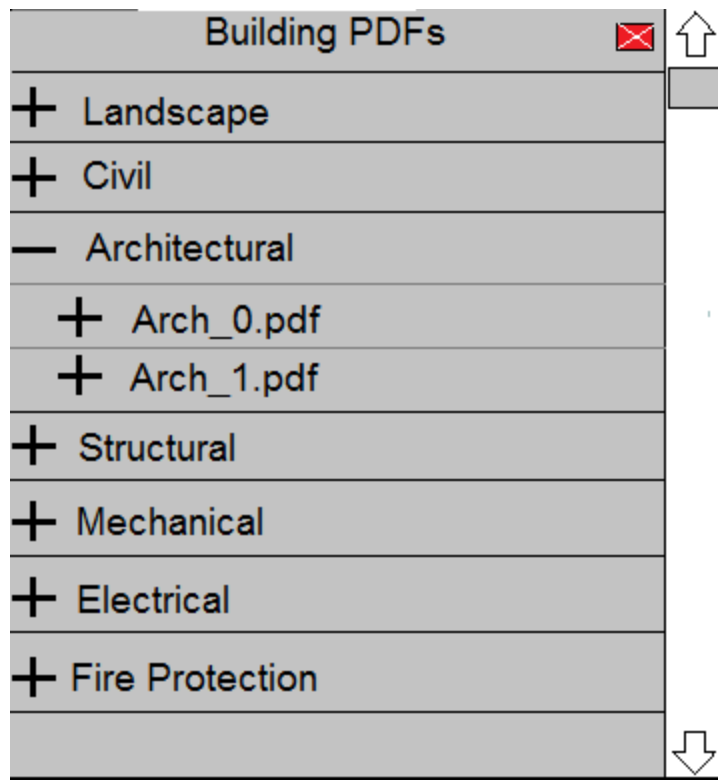 Building PDFs
Landscape
Civil
Architectural
Arch_0.pdf
Arch_1.pdf
Structural
Mechanical
Electrical
Fire Protection